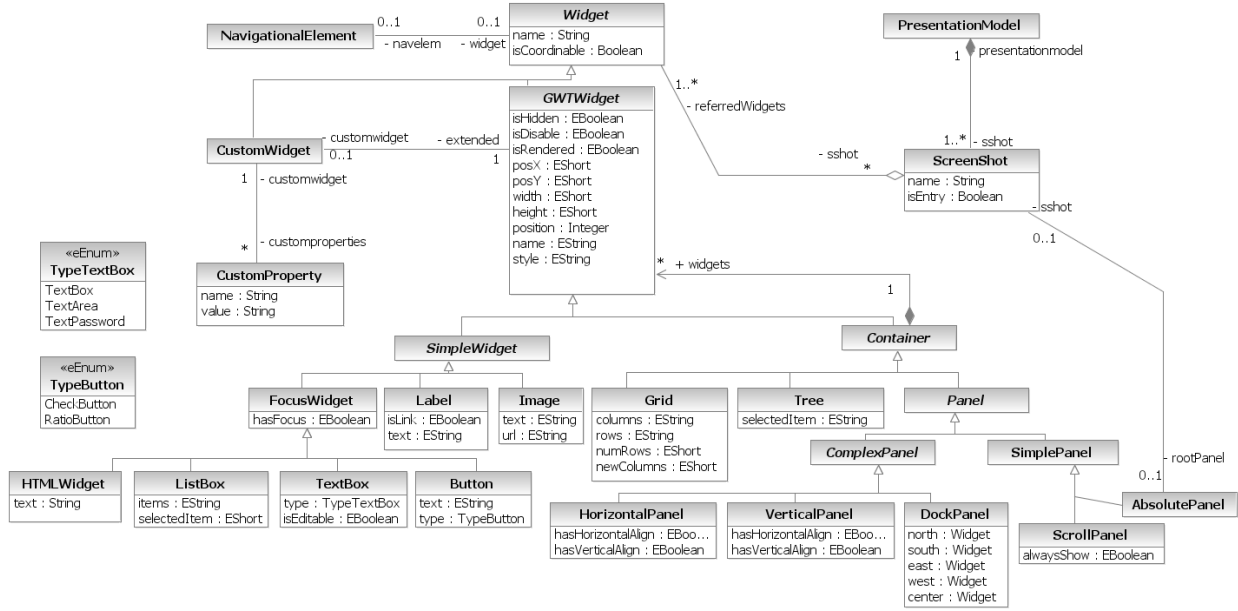 Widget
name : String
isCoordinable : Boolean
NavigationalElement
0..1
- navelem
0..1
- widget
PresentationModel
1
presentationmodel
GWTWidget
isHidden : EBoolean
isDisable : EBoolean
isRendered : EBoolean
posX : EShort
posY : EShort
width : EShort
height : EShort
position : Integer
name : EString
style : EString
1..*
- referredWidgets
- sshot
*
1..*
- sshot
ScreenShot
name : String
isEntry : Boolean
- sshot
0..1
CustomWidget
- customwidget
0..1
- extended
1
1
- customwidget
- customproperties
*
CustomProperty
name : String
value : String
«eEnum»
TypeTextBox
TextBox
TextArea
TextPassword
«eEnum»
TypeButton
CheckButton
RatioButton
*
+ widgets
1
SimpleWidget
Container
FocusWidget
hasFocus : EBoolean
Label
isLink : EBoolean
text : EString
Image
text : EString
url : EString
Grid
columns : EString
rows : EString
numRows : EShort
newColumns : EShort
Tree
selectedItem : EString
Panel
ComplexPanel
SimplePanel
- rootPanel
0..1
AbsolutePanel
HTMLWidget
text : String
ListBox
items : EString
selectedItem : EShort
TextBox
type : TypeTextBox
isEditable : EBoolean
Button
text : EString
type : TypeButton
HorizontalPanel
hasHorizontalAlign : EBoo...
hasVerticalAlign : EBoolean
VerticalPanel
hasHorizontalAlign : EBoo...
hasVerticalAlign : EBoolean
DockPanel
north : Widget
south : Widget
east : Widget
west : Widget
center : Widget
ScrollPanel
alwaysShow : EBoolean